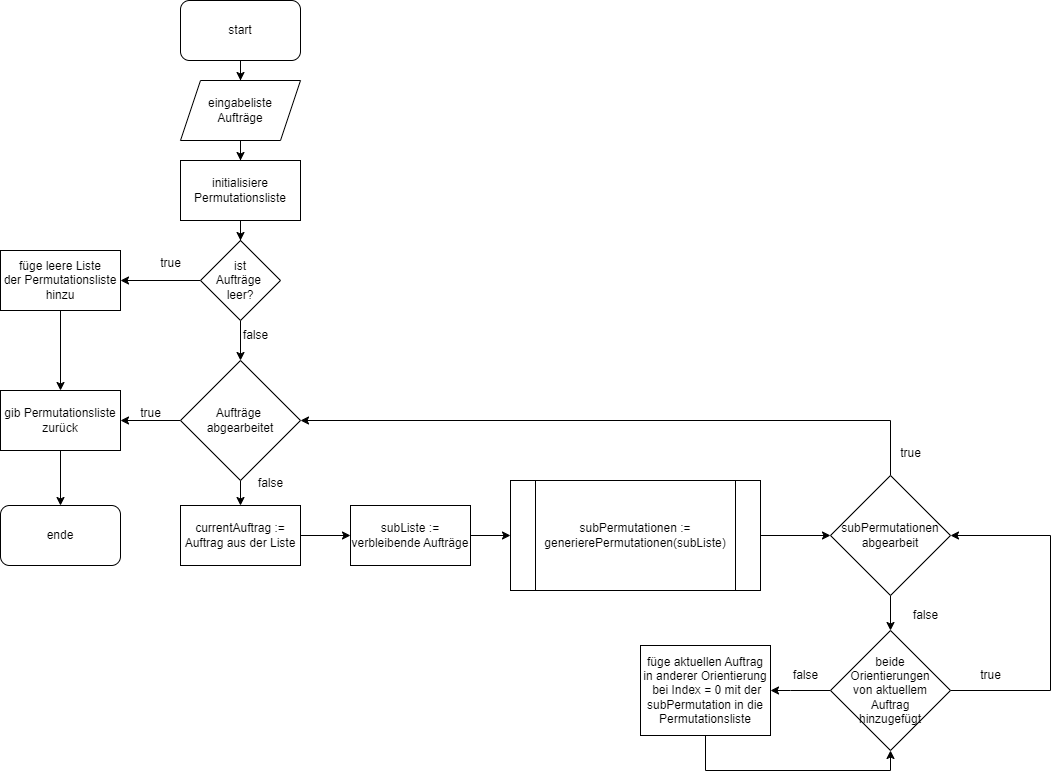 start
eingabeliste
Aufträge
initialisiere
Permutationsliste
ist
Aufträge
leer?
true
füge leere Liste
der Permutationsliste
hinzu
false
Aufträge
abgearbeitet
true
gib Permutationsliste
zurück
ende
false
currentAuftrag :=
Auftrag aus der Liste
subListe :=
verbleibende Aufträge
subPermutationen :=
generierePermutationen(subListe)
subPermutationen
abgearbeit
true
false
beide
Orientierungen
von aktuellem
Auftrag
hinzugefügt
true
false
füge aktuellen Auftrag
in anderer Orientierung
bei Index = 0 mit der
subPermutation in die
Permutationsliste